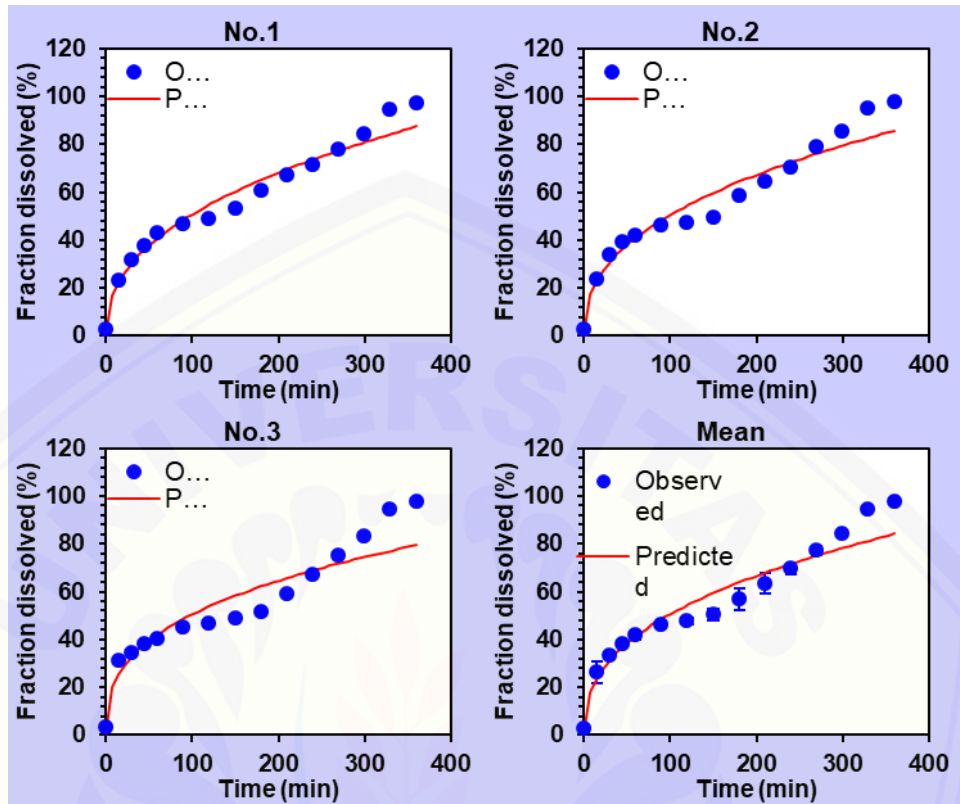 No.1
120
100
80
60
40
20
0
Fraction dissolved (%)
O...
P...
0 100 200 300 400
Time (min)
No.2
120
100
80
60
40
20
0
Fraction dissolved (%)
O...
P...
0 100 200 300 400
Time (min)
No.3
120
100
80
60
40
20
0
Fraction dissolved (%)
O...
P...
0 100 200 300 400
Time (min)
Mean
120
100
80
60
40
20
0
Fraction dissolved (%)
Observ
ed
Predicte
d
0 100 200 300 400
Time (min)
UNIVERSITAS